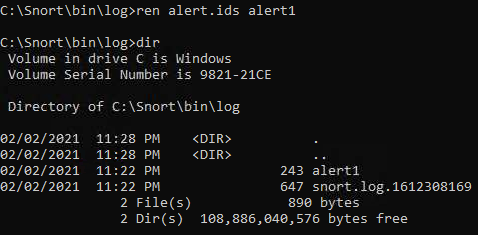 C:\Snort\bin\log>ren alert.ids alert1
C:\Snort\bin\log>dir
Volume in drive C is Windows
Volume Serial Number is 9821-21CE
Directory of C:\Snort\bin\log
02/02/2021 11:28 PM <DIR> .
02/02/2021 11:28 PM <DIR> ..
02/02/2021 11:22 PM 243 alert1
02/02/2021 11:22 PM 647 snort.log.1612308169
2 File(s) 890 bytes
2 Dir(s) 108,886,040,576 bytes free